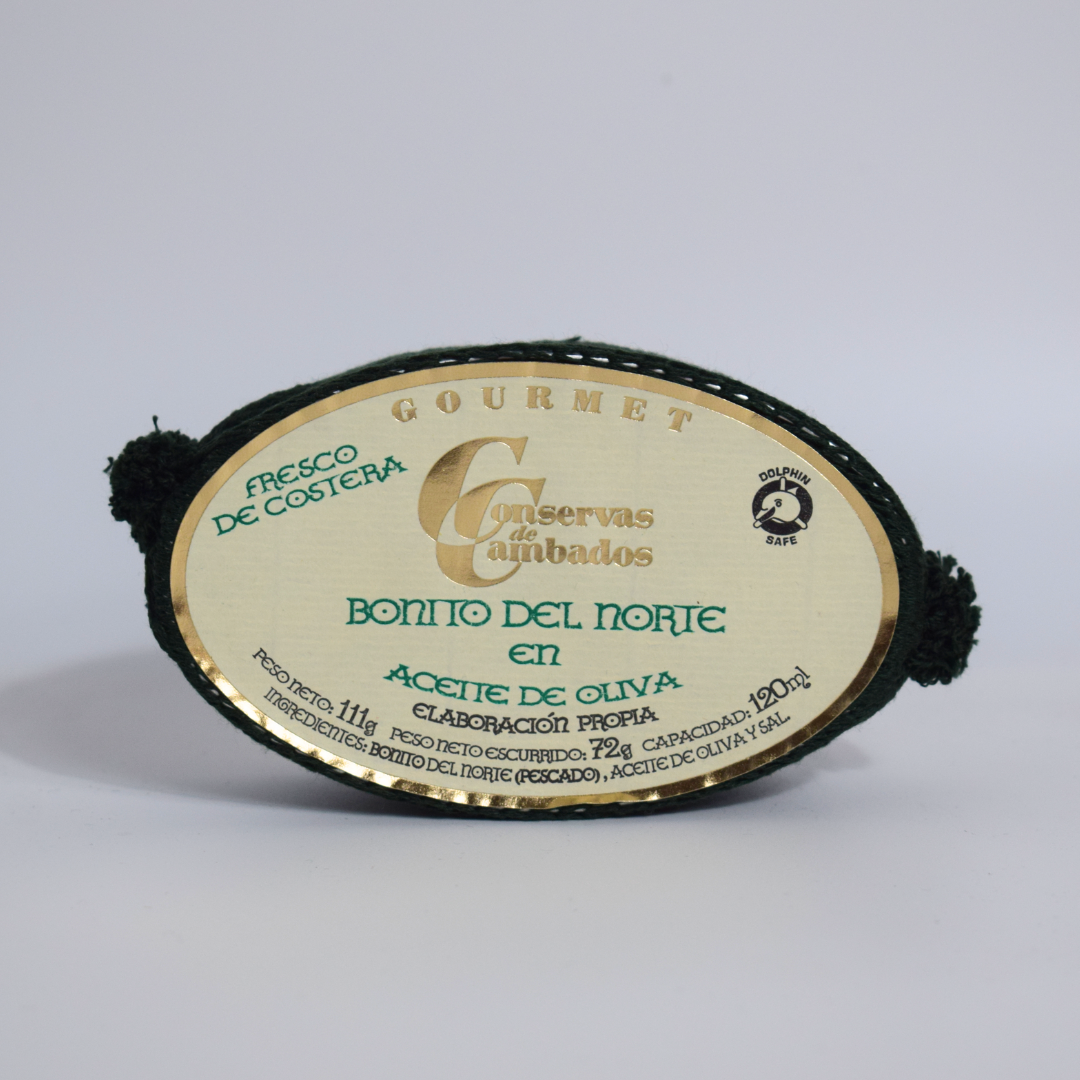 GOURMET
FRESCO
DE COSTERA
Conservas
de
Cambados
DOLPHIN
SAFE
BONITO DEL NORTE
EN
ACEITE DE OLIVA
ELABORACIÓN PROPIA
PESO NETO: 111g PESO NETO ESCURRIDO: 72g CAPACIDAD: 120ml
INGREDIENTES: BONITO DEL NORTE (PESCADO), ACEITE DE OLIVA Y SAL